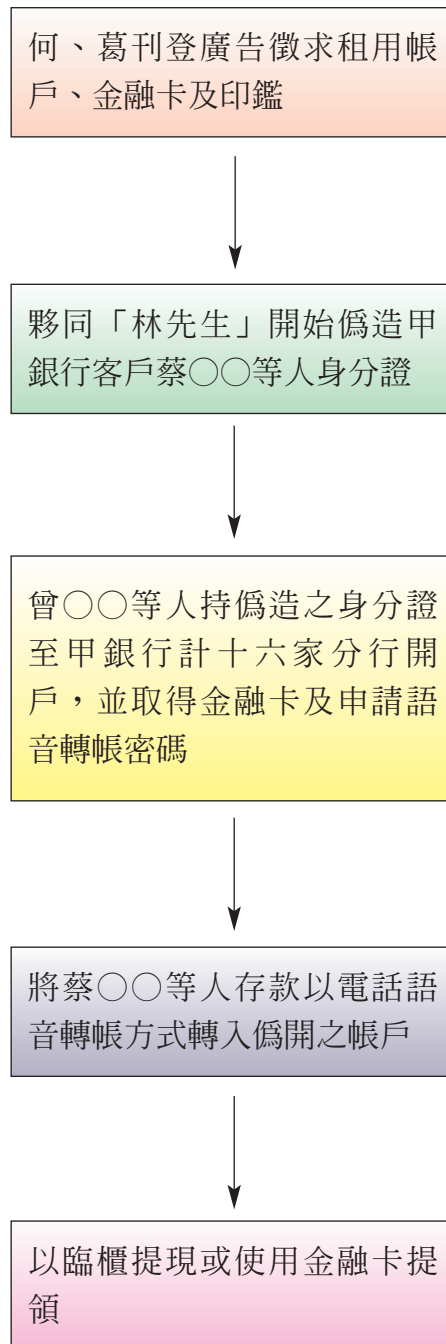 何、葛刊登廣告徵求租用帳
戶、金融卡及印鑑
夥同「林先生」開始偽造甲
銀行客戶蔡○○等人身分證
曾○○等人持偽造之身分證
至甲銀行計十六家分行開
戶，並取得金融卡及申請語
音轉帳密碼
將蔡○○等人存款以電話語
音轉帳方式轉入偽開之帳戶
以臨櫃提現或使用金融卡提
領